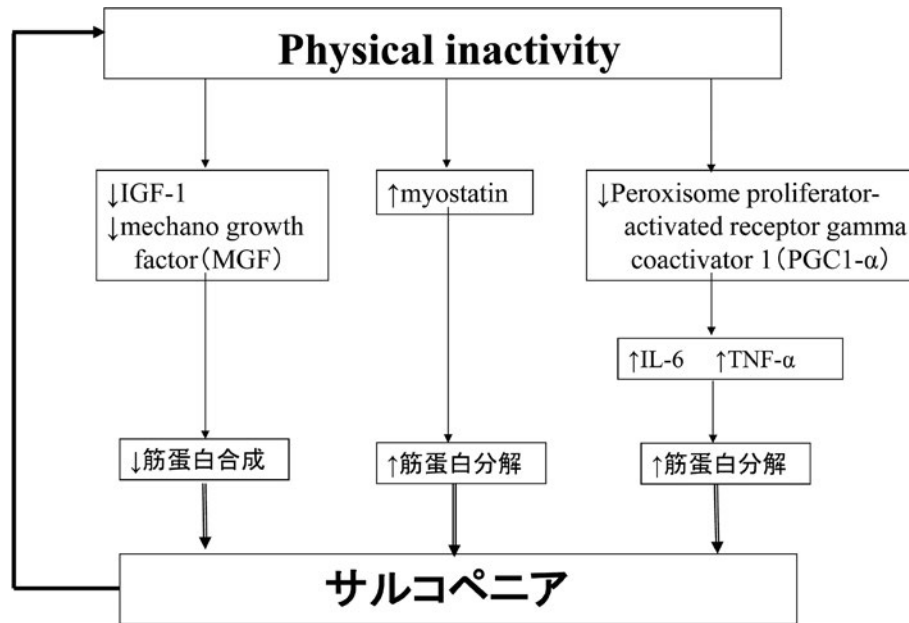 Physical inactivity
↓IGF-1
↓mechano growth
factor(MGF)
↑myostatin
↓Peroxisome proliferator-
activated receptor gamma
coactivator 1(PGC1-α)
↑IL-6 ↑TNF-α
↓筋蛋白合成
↑筋蛋白分解
↑筋蛋白分解
サルコペニア